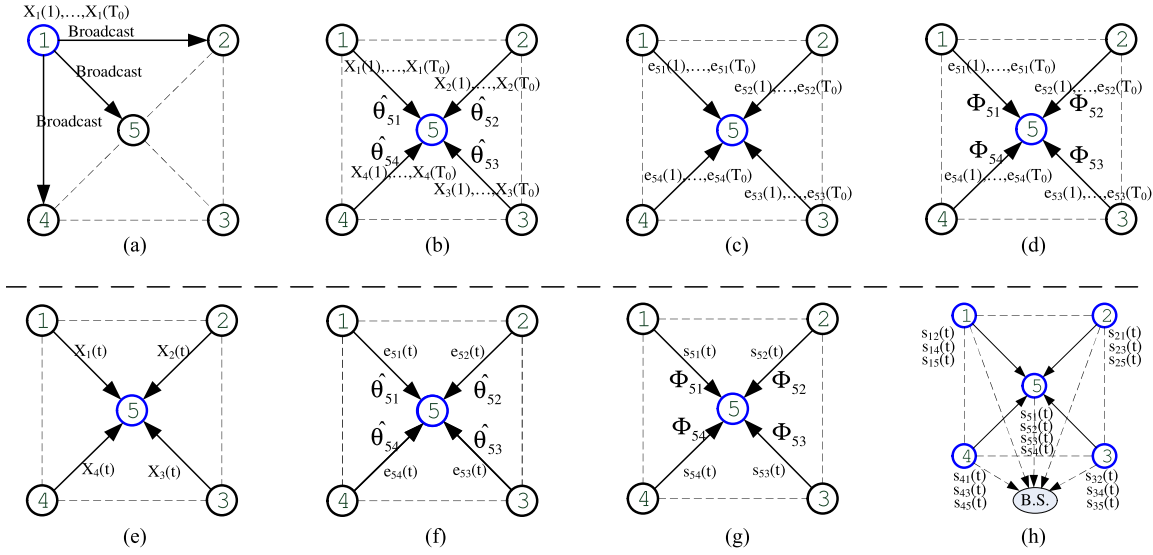 X₁(1),…,X₁(T₀)
Broadcast
1
2
Broadcast
Broadcast
5
4
3
(a)
1
2
X₁(1),…,X₁(T₀)
X₂(1),…,X₂(T₀)
θ̂₅₁
5
θ̂₅₂
θ̂₅₄
θ̂₅₃
X₄(1),…,X₄(T₀)
X₃(1),…,X₃(T₀)
4
3
(b)
1
2
e₅₁(1),…,e₅₁(T₀)
e₅₂(1),…,e₅₂(T₀)
5
e₅₄(1),…,e₅₄(T₀)
e₅₃(1),…,e₅₃(T₀)
4
3
(c)
1
2
e₅₁(1),…,e₅₁(T₀)
e₅₂(1),…,e₅₂(T₀)
Φ₅₁
5
Φ₅₂
Φ₅₄
Φ₅₃
e₅₄(1),…,e₅₄(T₀)
e₅₃(1),…,e₅₃(T₀)
4
3
(d)
1
2
X₁(t)
X₂(t)
5
X₄(t)
X₃(t)
4
3
(e)
1
2
e₅₁(t)
e₅₂(t)
θ̂₅₁
5
θ̂₅₂
θ̂₅₄
θ̂₅₃
e₅₄(t)
e₅₃(t)
4
3
(f)
1
2
s₅₁(t)
s₅₂(t)
Φ₅₁
5
Φ₅₂
Φ₅₄
Φ₅₃
s₅₄(t)
s₅₃(t)
4
3
(g)
1
2
s₁₂(t)
s₁₄(t)
s₁₅(t)
s₂₁(t)
s₂₃(t)
s₂₅(t)
5
s₅₁(t)
s₅₂(t)
s₅₃(t)
s₅₄(t)
4
3
s₄₁(t)
s₄₃(t)
s₄₅(t)
B.S.
s₃₂(t)
s₃₄(t)
s₃₅(t)
(h)